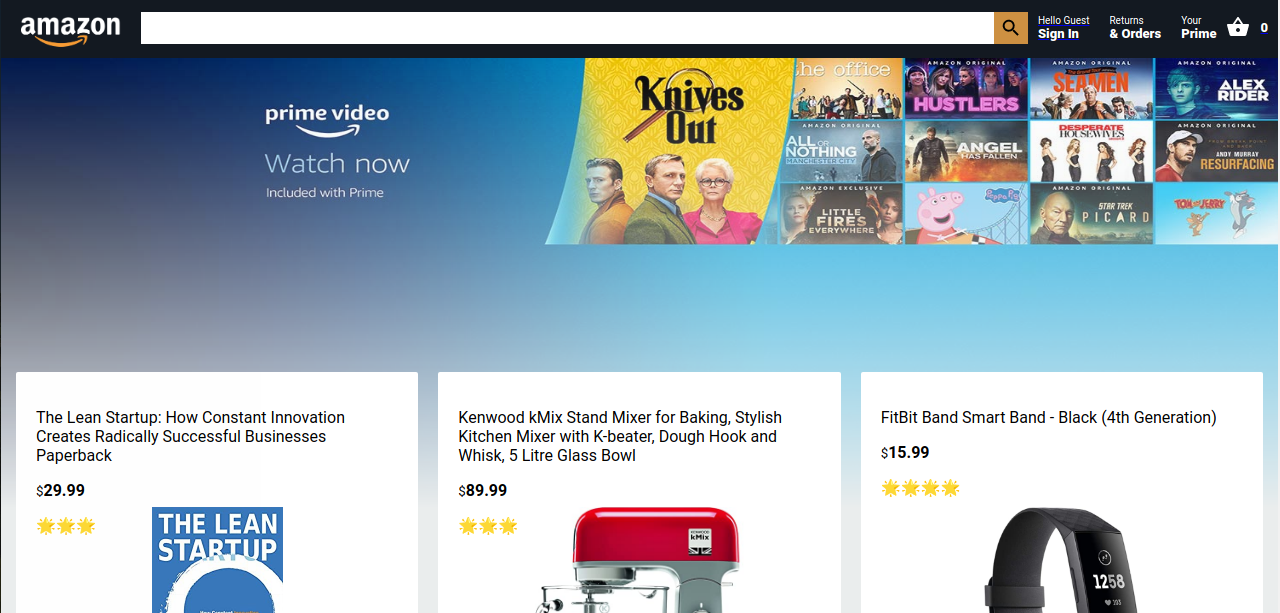 amazon
Hello Guest
Sign In
Returns
& Orders
Your
Prime
0
prime video
Watch now
Included with Prime
Knives
Out
the office
AMAZON ORIGINAL
HUSTLERS
AMAZON ORIGINAL
SEAMEN
AMAZON ORIGINAL
ALEX
RIDER
AMAZON ORIGINAL
ALL OR
NOTHING
MANCHESTER CITY
ANGEL
HAS FALLEN
DESPERATE
HOUSEWIVES
AMAZON ORIGINAL
ANDY MURRAY
RESURFACING
AMAZON EXCLUSIVE
LITTLE
FIRES
EVERYWHERE
Peppa Pig
AMAZON ORIGINAL
STAR TREK
PICARD
TOM and JERRY
The Lean Startup: How Constant Innovation
Creates Radically Successful Businesses
Paperback
$29.99
THE LEAN
STARTUP
Kenwood kMix Stand Mixer for Baking, Stylish
Kitchen Mixer with K-beater, Dough Hook and
Whisk, 5 Litre Glass Bowl
$89.99
KENWOOD
kMix
FitBit Band Smart Band - Black (4th Generation)
$15.99
1258